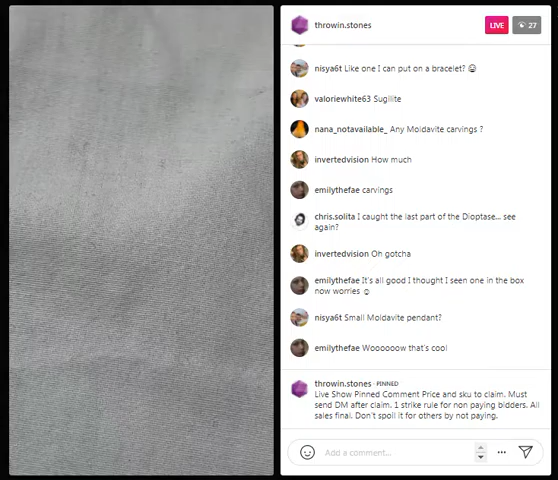 throwin.stones
LIVE
27
nisya6t Like one I can put on a bracelet?
valoriewhite63 Sugilite
nana_notavailable_ Any Moldavite carvings ?
invertedvision How much
emilythefae carvings
chris.solita I caught the last part of the Dioptase... see
again?
invertedvision Oh gotcha
emilythefae It's all good I thought I seen one in the box
now worries
nisya6t Small Moldavite pendant?
emilythefae Woooooow that's cool
throwin.stones · PINNED
Live Show Pinned Comment Price and sku to claim. Must
send DM after claim. 1 strike rule for non paying bidders. All
sales final. Don't spoil it for others by not paying.
Add a comment...